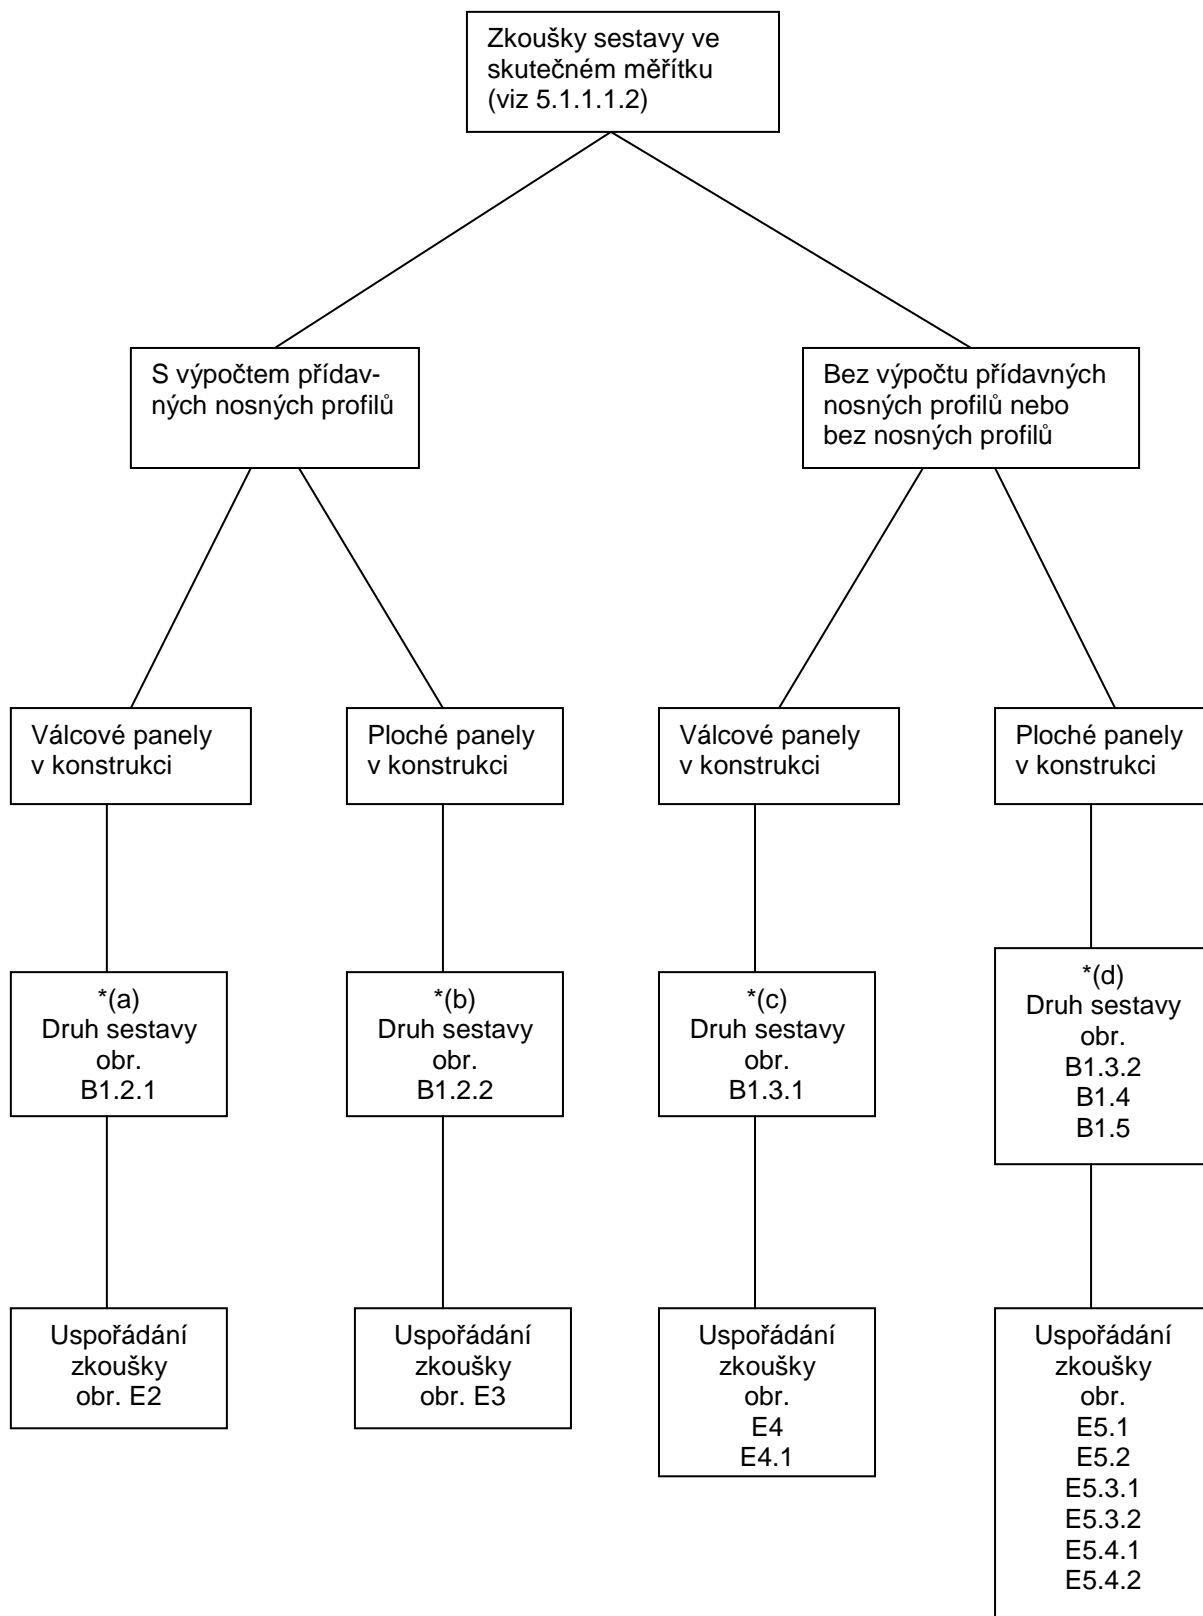 Zkoušky sestavy ve
skutečném měřítku
(viz 5.1.1.1.2)
S výpočtem přídav-
ných nosných profilů
Bez výpočtu přídavných
nosných profilů nebo
bez nosných profilů
Válcové panely
v konstrukci
Ploché panely
v konstrukci
Válcové panely
v konstrukci
Ploché panely
v konstrukci
*(a)
Druh sestavy
obr.
B1.2.1
*(b)
Druh sestavy
obr.
B1.2.2
*(c)
Druh sestavy
obr.
B1.3.1
*(d)
Druh sestavy
obr.
B1.3.2
B1.4
B1.5
Uspořádání
zkoušky
obr. E2
Uspořádání
zkoušky
obr. E3
Uspořádání
zkoušky
obr.
E4
E4.1
Uspořádání
zkoušky
obr.
E5.1
E5.2
E5.3.1
E5.3.2
E5.4.1
E5.4.2